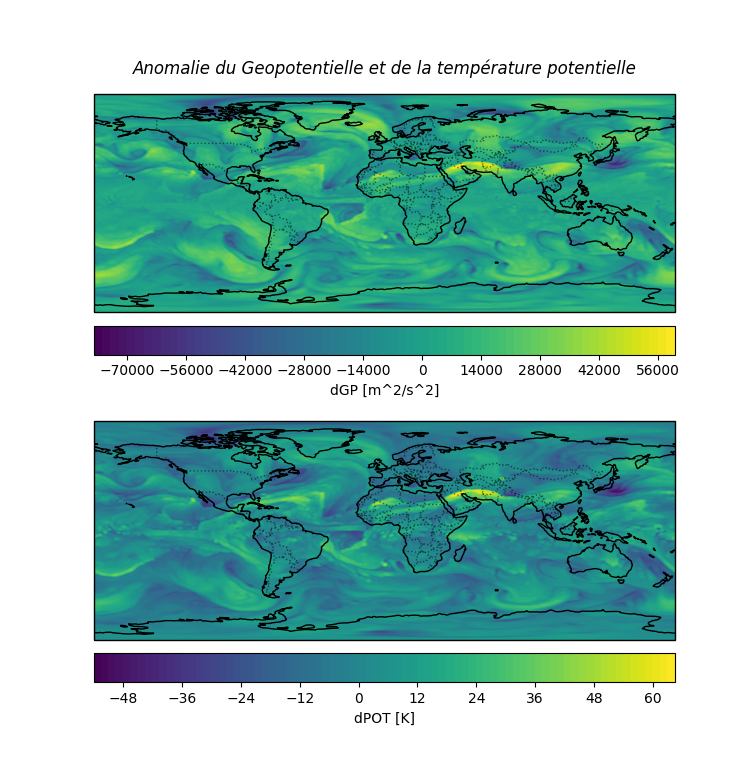 Anomalie du Geopotentielle et de la température potentielle
−70000 −56000 −42000 −28000 −14000 0 14000 28000 42000 56000
dGP [m^2/s^2]
−48 −36 −24 −12 0 12 24 36 48 60
dPOT [K]